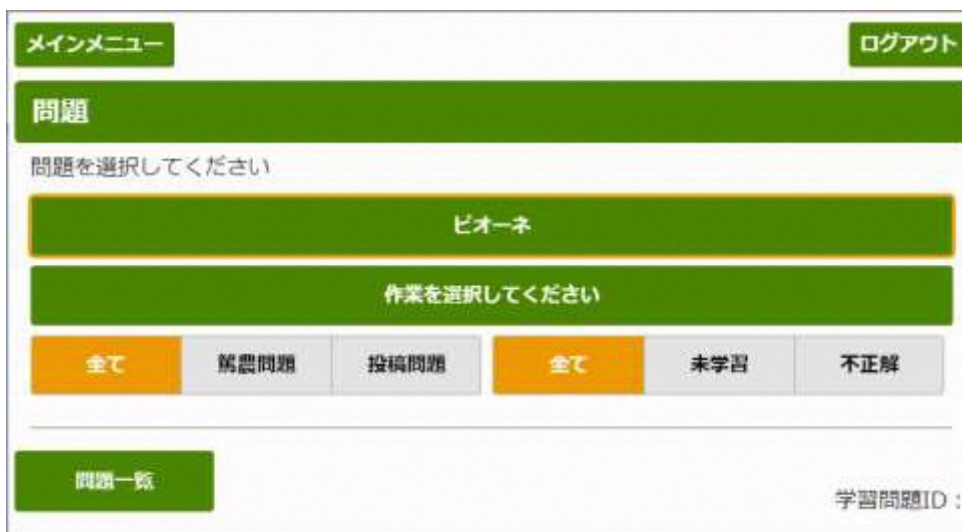 メインメニュー ログアウト
問題
問題を選択してください
ピオーネ
作業を選択してください
全て 篤農問題 投稿問題 全て 未学習 不正解
問題一覧
学習問題ID：